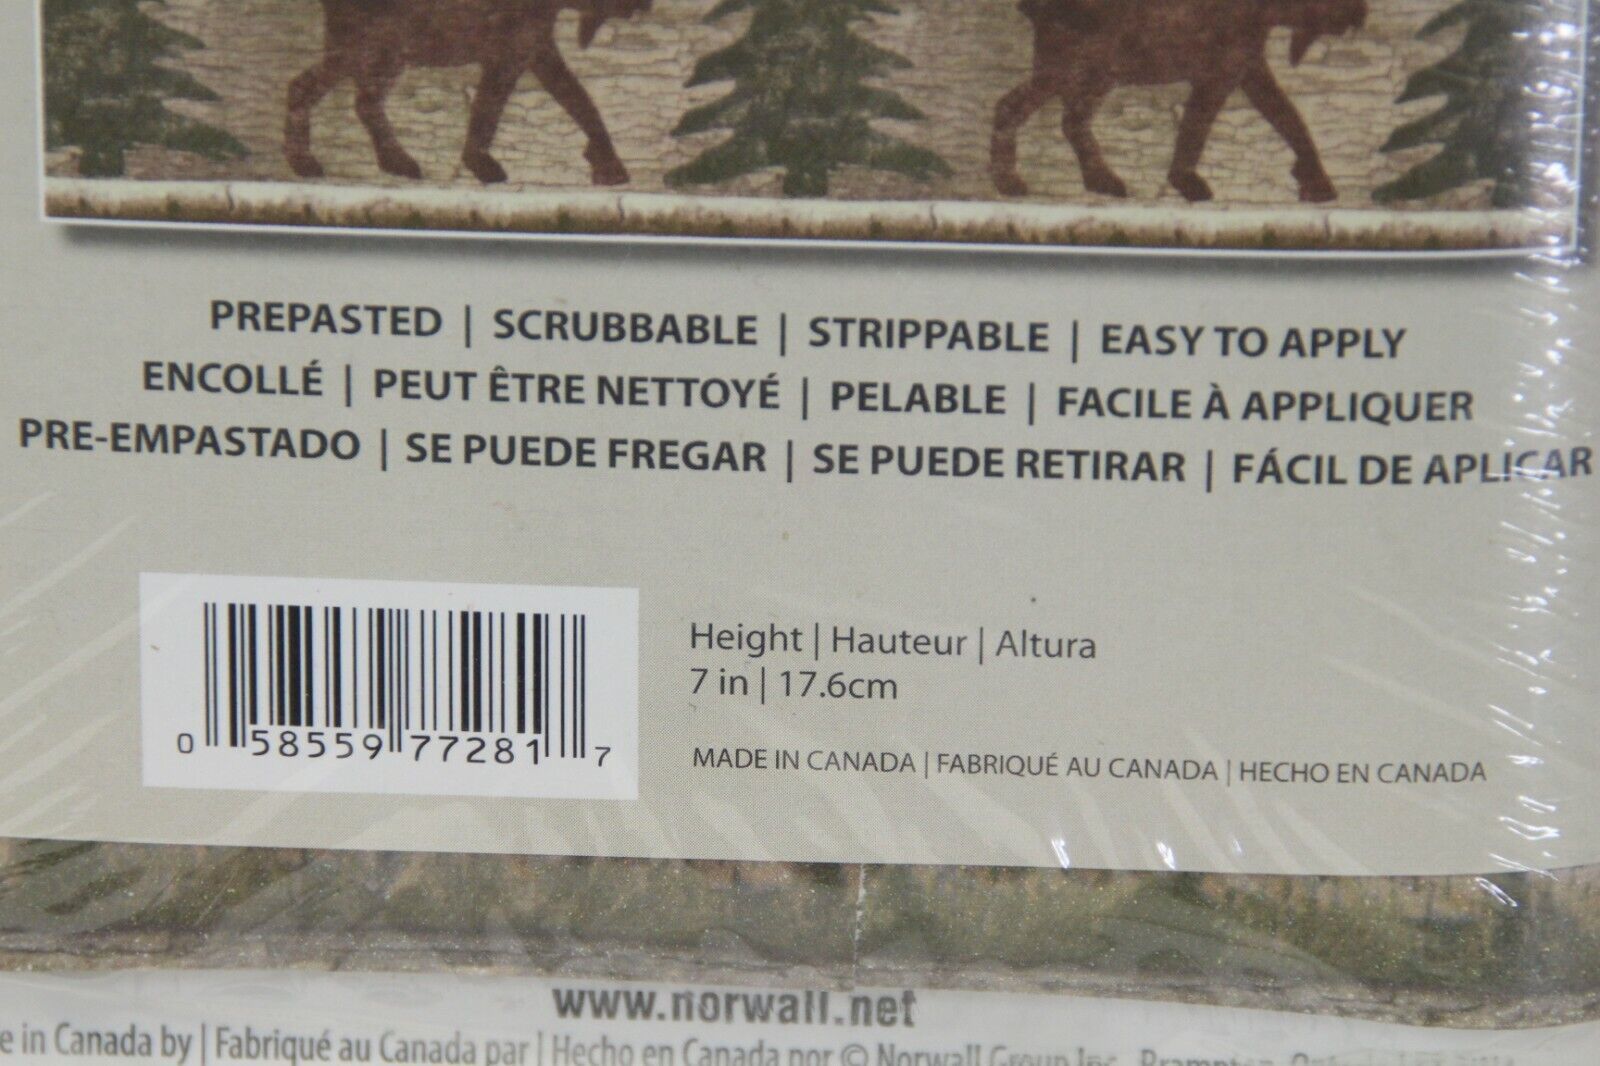 PREPASTED | SCRUBBABLE | STRIPPABLE | EASY TO APPLY
ENCOLLÉ | PEUT ÊTRE NETTOYÉ | PELABLE | FACILE À APPLIQUER
PRE-EMPASTADO | SE PUEDE FREGAR | SE PUEDE RETIRAR | FÁCIL DE APLICAR
Height | Hauteur | Altura
7 in | 17.6cm
0 58559 77281 7
MADE IN CANADA | FABRIQUÉ AU CANADA | HECHO EN CANADA
www.norwall.net
in Canada by | Fabriqué au Canada par | Hecho en Canada por © Norwall Group Inc.